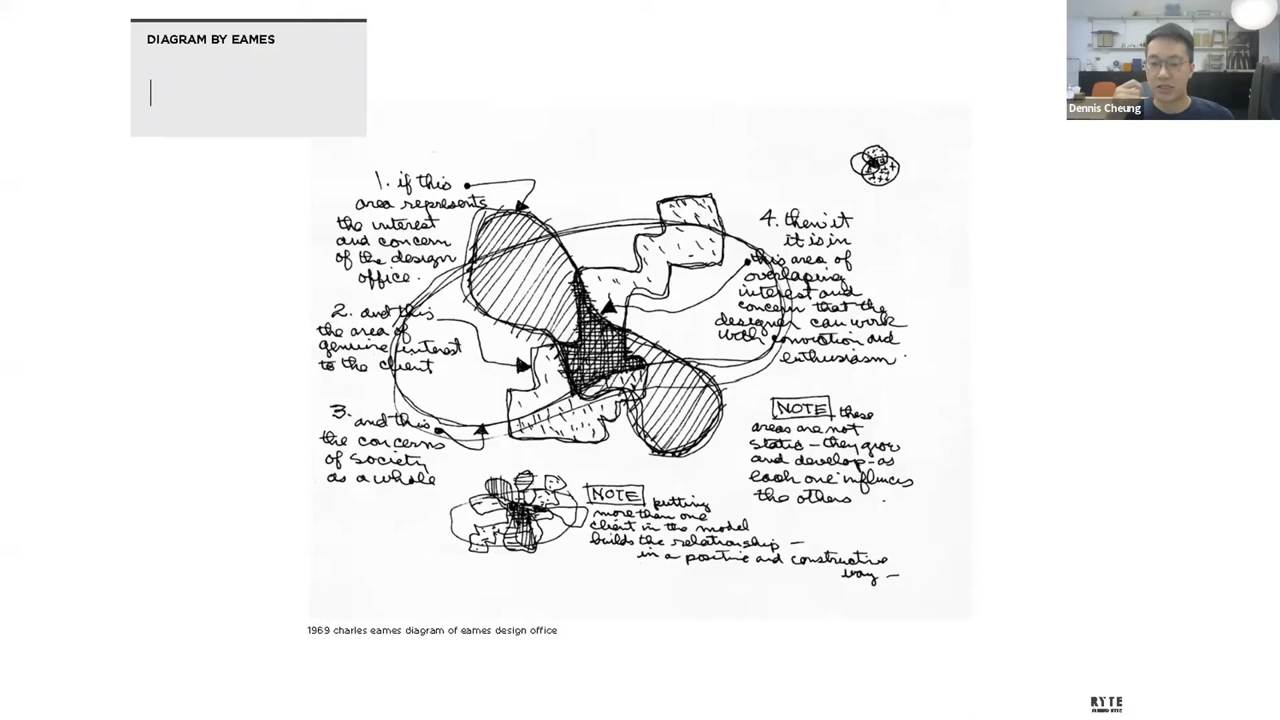 DIAGRAM BY EAMES
Dennis Cheung
1. if this
area represents
the interest
and concern
of the design
office.
2. and this
the area of
genuine interest
to the client
3. and this
the concerns
of society
as a whole
4. then it
it is in
this area of
overlaping
interest and
concern that the
designer can work
with conviction and
enthusiasm.
NOTE these
areas are not
static - they grow
and develop - as
each one influences
the others.
NOTE putting
more than one
client in the model
builds the relationship -
in a positive and constructive
way -
1969 charles eames diagram of eames design office
RYTE